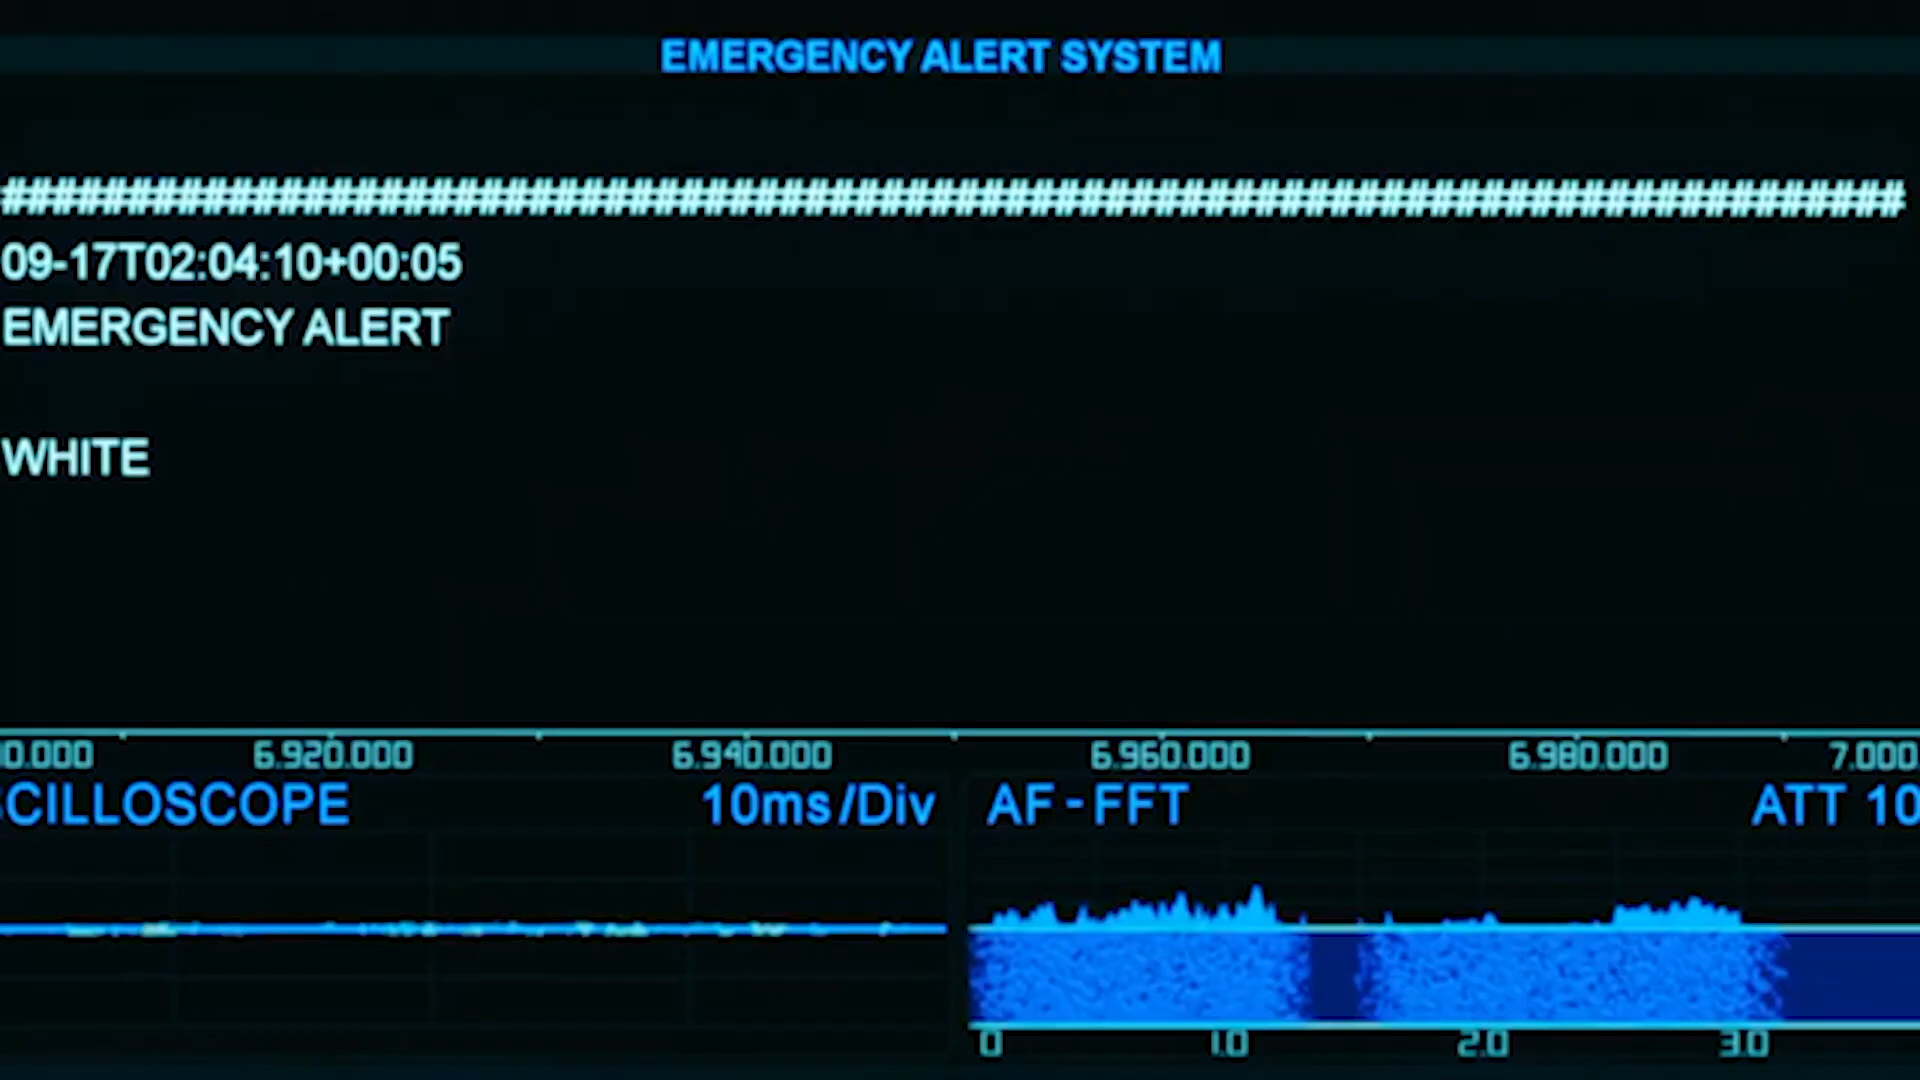 EMERGENCY ALERT SYSTEM
###########################################################################
09-17T02:04:10+00:05
EMERGENCY ALERT
WHITE
0.000 6.920.000 6.940.000 6.960.000 6.980.000 7.000
SCILLOSCOPE 10ms/Div AF-FFT ATT 10
0 1.0 2.0 3.0